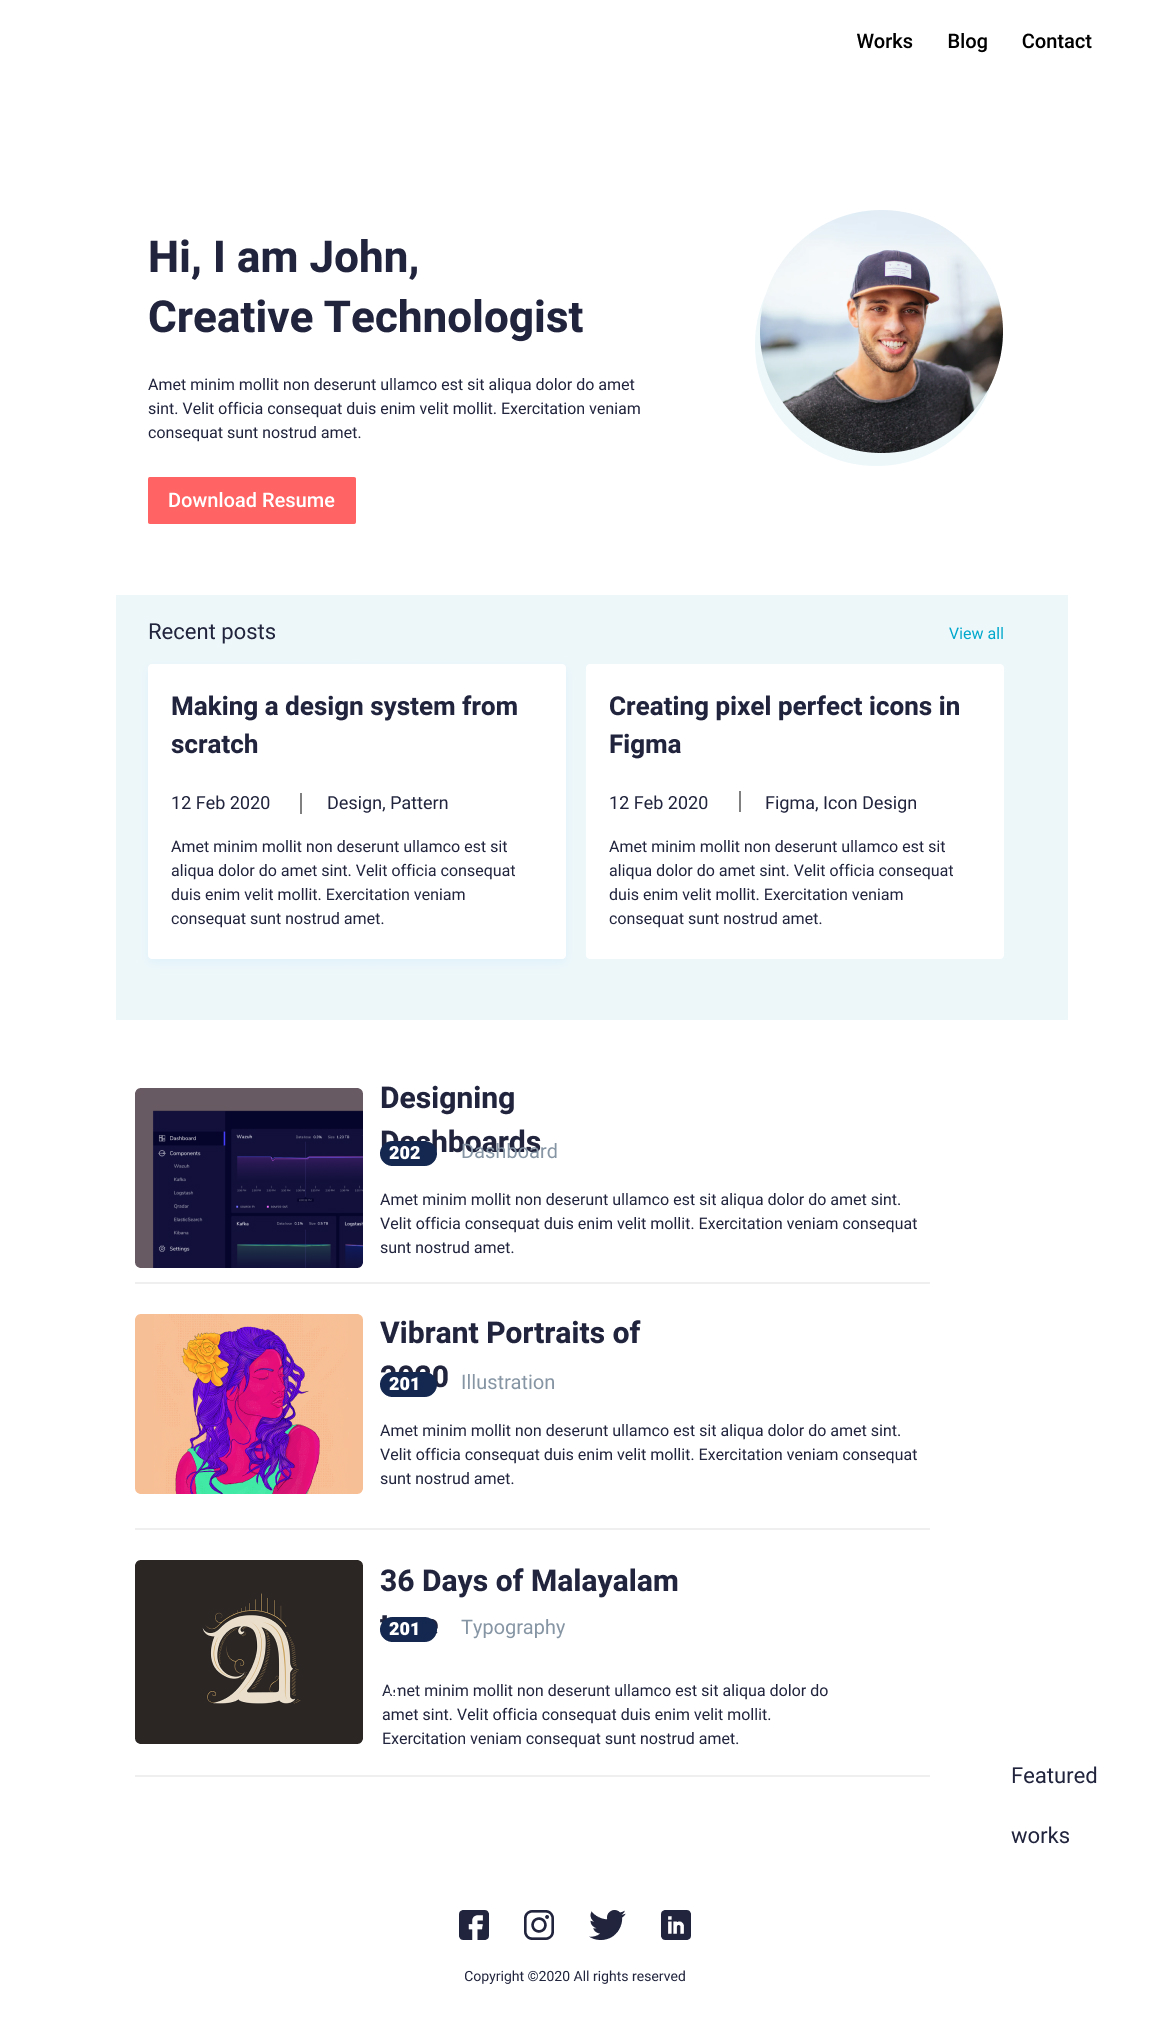 Works Blog Contact
Hi, I am John,
Creative Technologist
Amet minim mollit non deserunt ullamco est sit aliqua dolor do amet
sint. Velit officia consequat duis enim velit mollit. Exercitation veniam
consequat sunt nostrud amet.
Download Resume
Recent posts
View all
Making a design system from
scratch
12 Feb 2020 | Design, Pattern
Amet minim mollit non deserunt ullamco est sit
aliqua dolor do amet sint. Velit officia consequat
duis enim velit mollit. Exercitation veniam
consequat sunt nostrud amet.
Creating pixel perfect icons in
Figma
12 Feb 2020 | Figma, Icon Design
Amet minim mollit non deserunt ullamco est sit
aliqua dolor do amet sint. Velit officia consequat
duis enim velit mollit. Exercitation veniam
consequat sunt nostrud amet.
Dashboard
Components
Wazuh
Kafka
Logstash
Qradar
ElasticSearch
Kibana
Settings
Wazuh
Kafka
Designing
Dashboards
202 Dashboard
Amet minim mollit non deserunt ullamco est sit aliqua dolor do amet sint.
Velit officia consequat duis enim velit mollit. Exercitation veniam consequat
sunt nostrud amet.
Vibrant Portraits of
2020
201 Illustration
Amet minim mollit non deserunt ullamco est sit aliqua dolor do amet sint.
Velit officia consequat duis enim velit mollit. Exercitation veniam consequat
sunt nostrud amet.
36 Days of Malayalam
201 Typography
Amet minim mollit non deserunt ullamco est sit aliqua dolor do
amet sint. Velit officia consequat duis enim velit mollit.
Exercitation veniam consequat sunt nostrud amet.
Featured
works
Copyright ©2020 All rights reserved